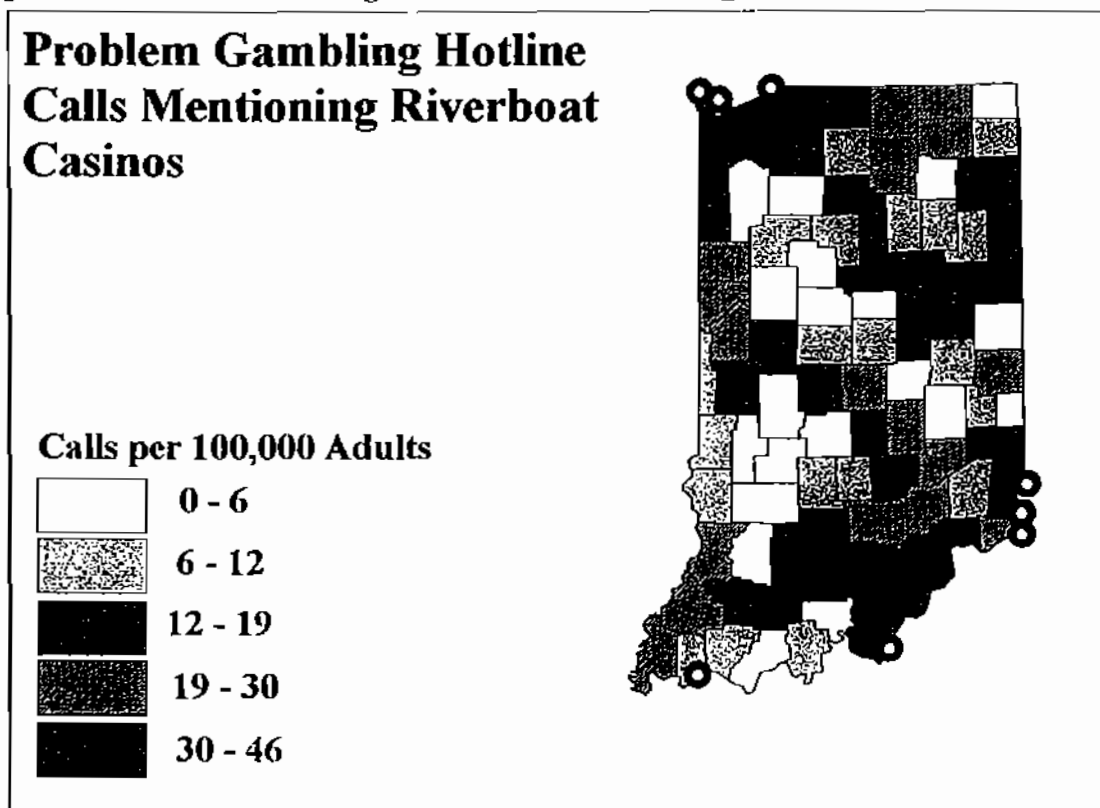 Problem Gambling Hotline
Calls Mentioning Riverboat
Casinos
Calls per 100,000 Adults
0 - 6
6 - 12
12 - 19
19 - 30
30 - 46